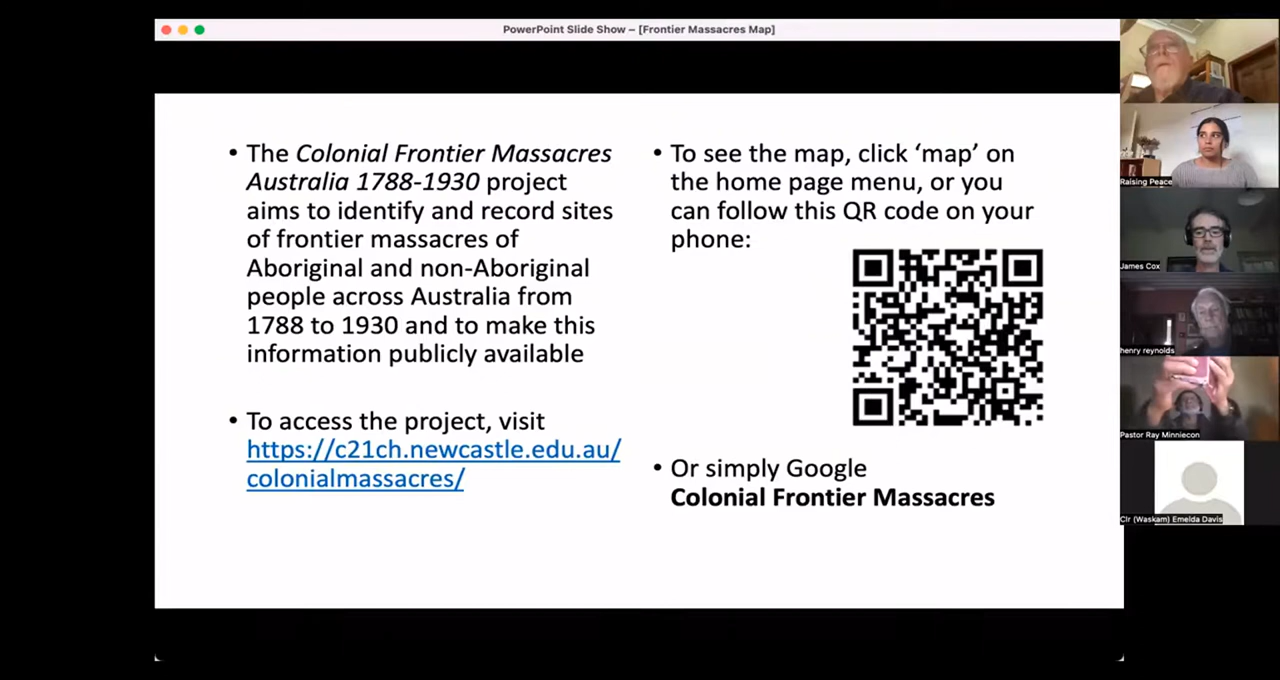 PowerPoint Slide Show – [Frontier Massacres Map]
• The Colonial Frontier Massacres
Australia 1788-1930 project
aims to identify and record sites
of frontier massacres of
Aboriginal and non-Aboriginal
people across Australia from
1788 to 1930 and to make this
information publicly available
• To access the project, visit
https://c21ch.newcastle.edu.au/
colonialmassacres/
• To see the map, click ‘map’ on
the home page menu, or you
can follow this QR code on your
phone:
• Or simply Google
Colonial Frontier Massacres
Raising Peace
James Cox
henry reynolds
Pastor Ray Minniecon
Clr (Waskam) Emelda Davis